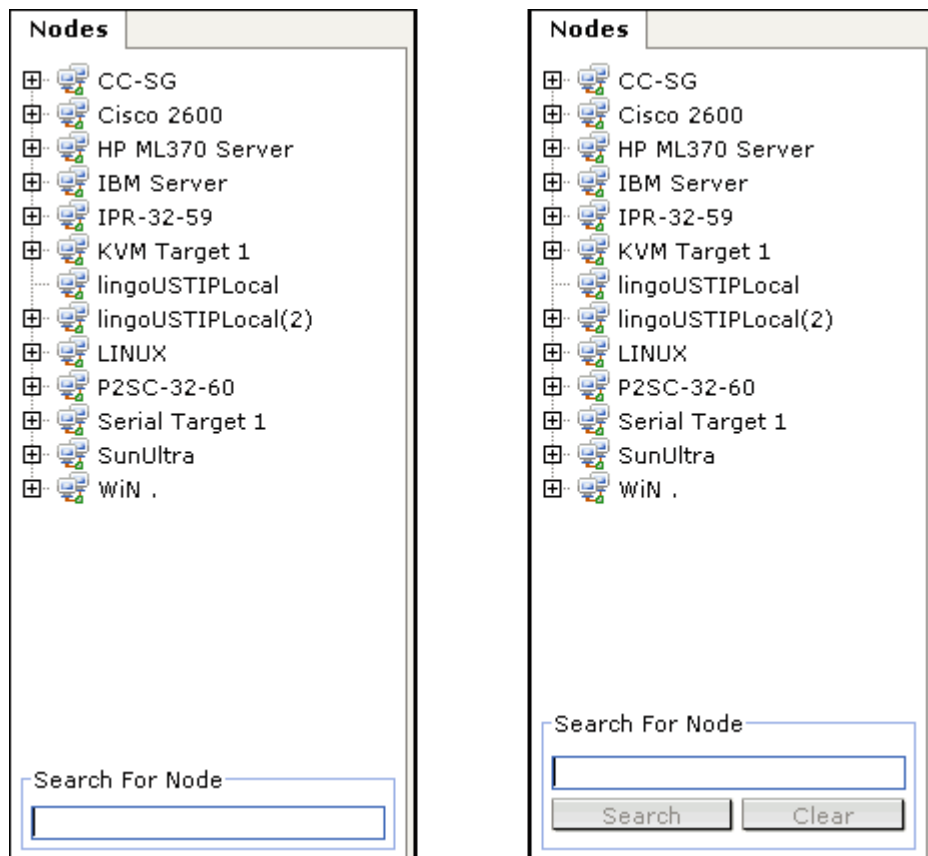 Nodes
CC-SG
Cisco 2600
HP ML370 Server
IBM Server
IPR-32-59
KVM Target 1
lingoUSTIPLocal
lingoUSTIPLocal(2)
LINUX
P2SC-32-60
Serial Target 1
SunUltra
WiN .
Search For Node
Nodes
CC-SG
Cisco 2600
HP ML370 Server
IBM Server
IPR-32-59
KVM Target 1
lingoUSTIPLocal
lingoUSTIPLocal(2)
LINUX
P2SC-32-60
Serial Target 1
SunUltra
WiN .
Search For Node
Search Clear